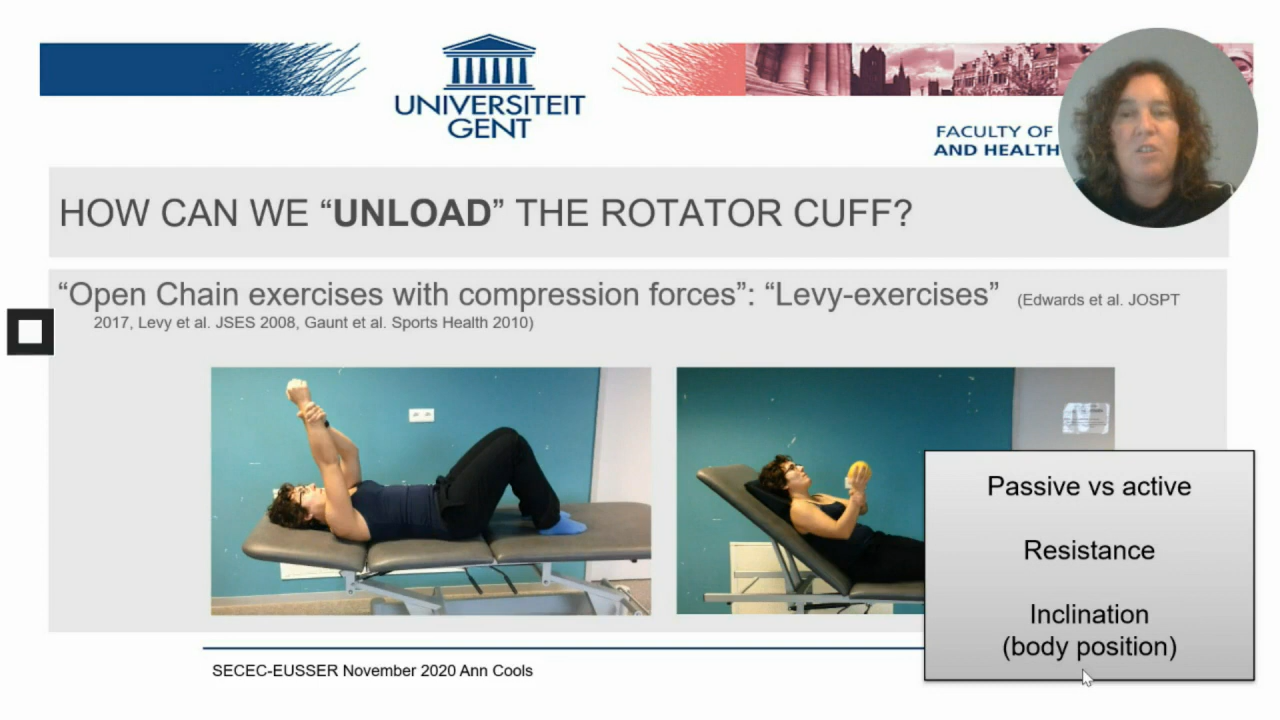 UNIVERSITEIT
GENT
FACULTY OF
AND HEALTH
HOW CAN WE “UNLOAD” THE ROTATOR CUFF?
“Open Chain exercises with compression forces”: “Levy-exercises” (Edwards et al. JOSPT
2017, Levy et al. JSES 2008, Gaunt et al. Sports Health 2010)
Passive vs active
Resistance
Inclination
(body position)
SECEC-EUSSER November 2020 Ann Cools